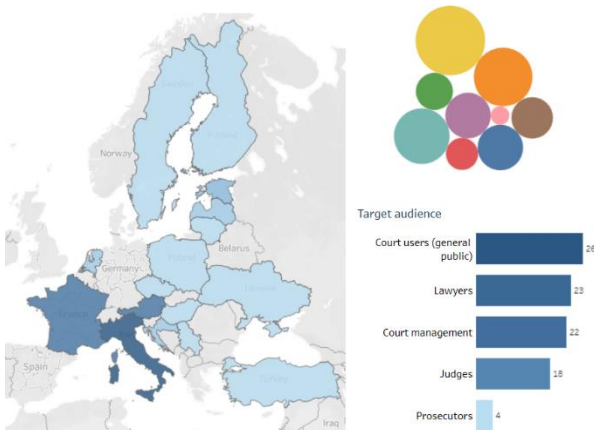 Sweden
Finland
Norway
Belarus
Poland
Germany
Ukraine
France
Spain
Turkey
Iraq
Target audience
Court users (general
public)
26
Lawyers
23
Court management
22
Judges
18
Prosecutors
4